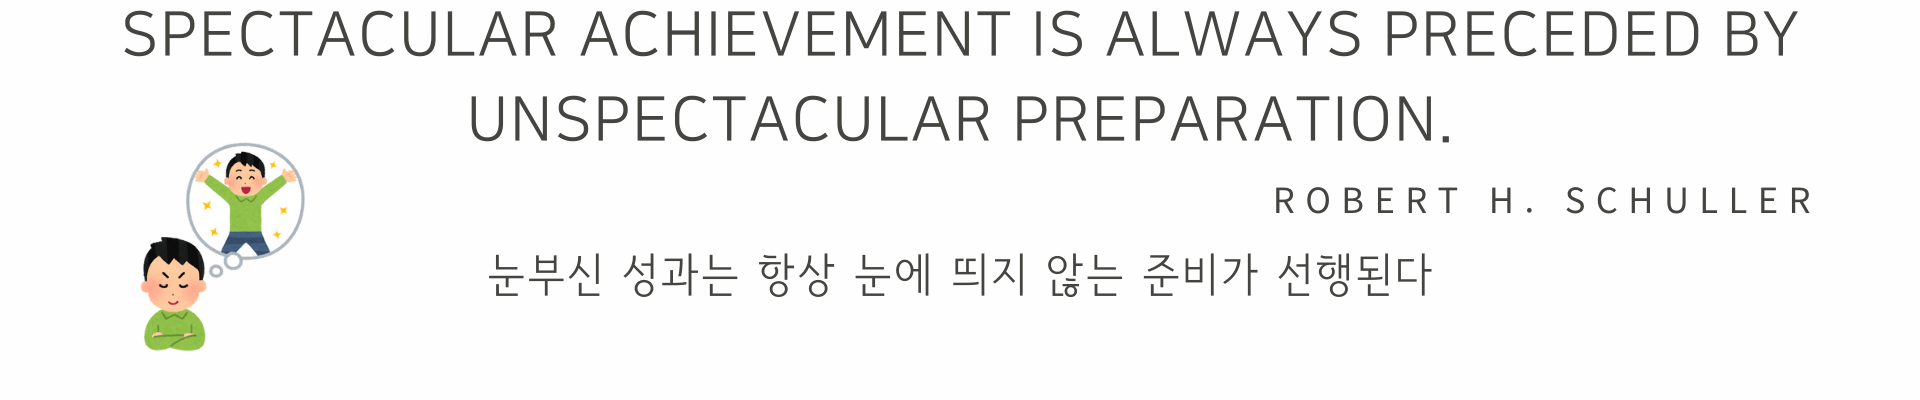 SPECTACULAR ACHIEVEMENT IS ALWAYS PRECEDED BY
UNSPECTACULAR PREPARATION.
ROBERT H. SCHULLER
눈부신 성과는 항상 눈에 띄지 않는 준비가 선행된다